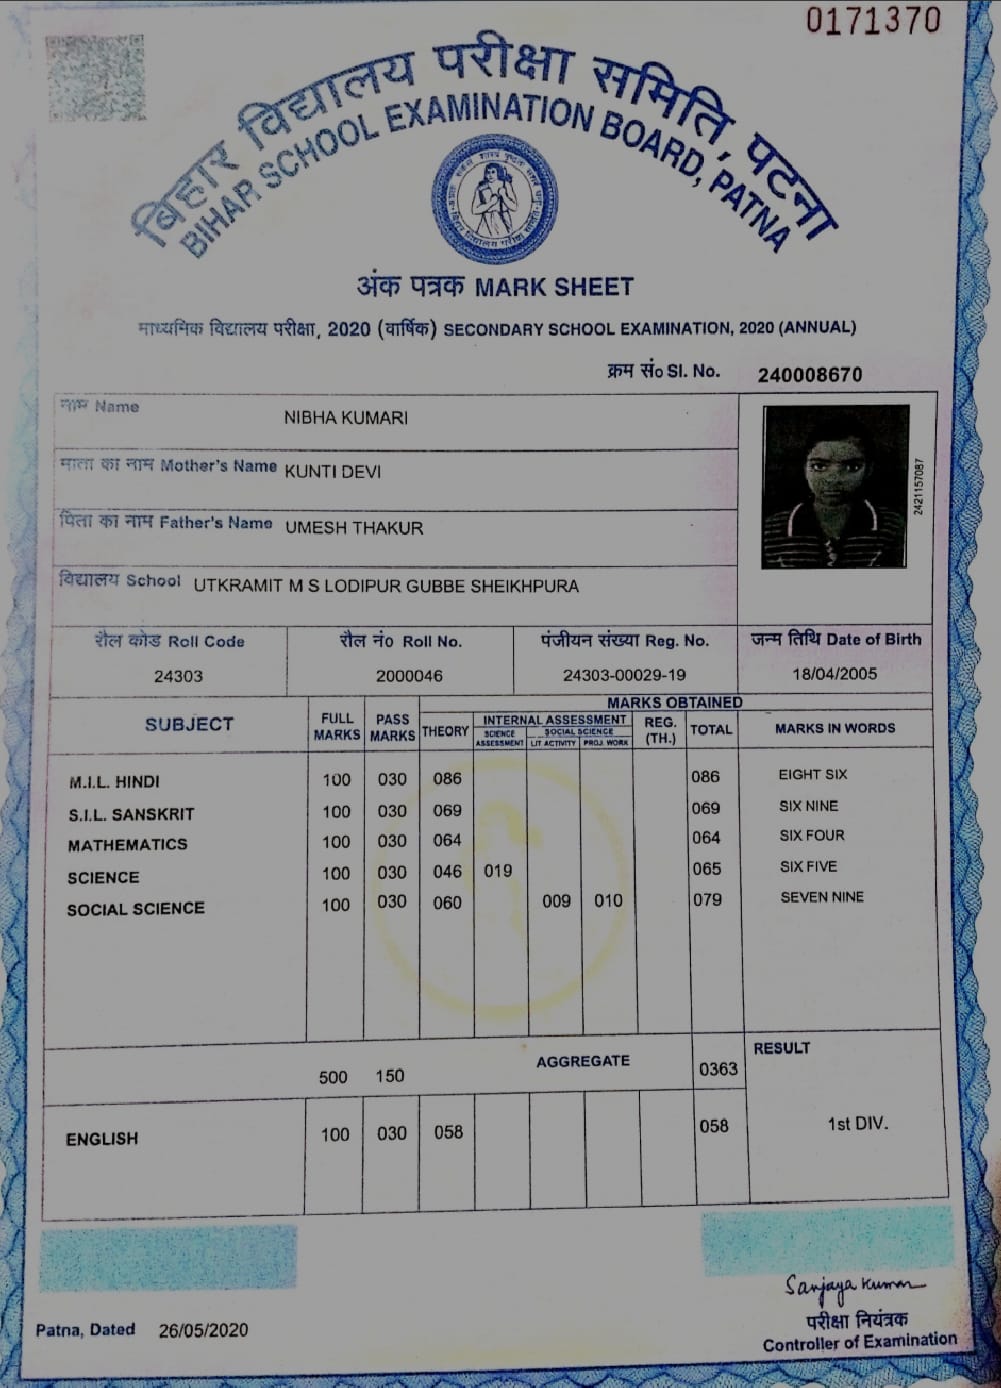 0171370
बिहार विद्यालय परीक्षा समिति, पटना
BIHAR SCHOOL EXAMINATION BOARD, PATNA
अंक पत्रक MARK SHEET
माध्यमिक विद्यालय परीक्षा, 2020 (वार्षिक) SECONDARY SCHOOL EXAMINATION, 2020 (ANNUAL)
क्रम सं० Sl. No. 240008670
नाम Name NIBHA KUMARI
माता का नाम Mother's Name KUNTI DEVI
पिता का नाम Father's Name UMESH THAKUR
विद्यालय School UTKRAMIT M S LODIPUR GUBBE SHEIKHPURA
2421157087
रौल कोड Roll Code रौल नं० Roll No. पंजीयन संख्या Reg. No. जन्म तिथि Date of Birth
24303 2000046 24303-00029-19 18/04/2005
MARKS OBTAINED
SUBJECT FULL MARKS PASS MARKS THEORY INTERNAL ASSESSMENT REG. (TH.) TOTAL MARKS IN WORDS
SCIENCE ASSESSMENT SOCIAL SCIENCE
LIT ACTIVITY PROJ. WORK
M.I.L. HINDI 100 030 086 086 EIGHT SIX
S.I.L. SANSKRIT 100 030 069 069 SIX NINE
MATHEMATICS 100 030 064 064 SIX FOUR
SCIENCE 100 030 046 019 065 SIX FIVE
SOCIAL SCIENCE 100 030 060 009 010 079 SEVEN NINE
500 150 AGGREGATE 0363 RESULT
ENGLISH 100 030 058 058 1st DIV.
Sanjaya Kumar
परीक्षा नियंत्रक
Patna, Dated 26/05/2020 Controller of Examination